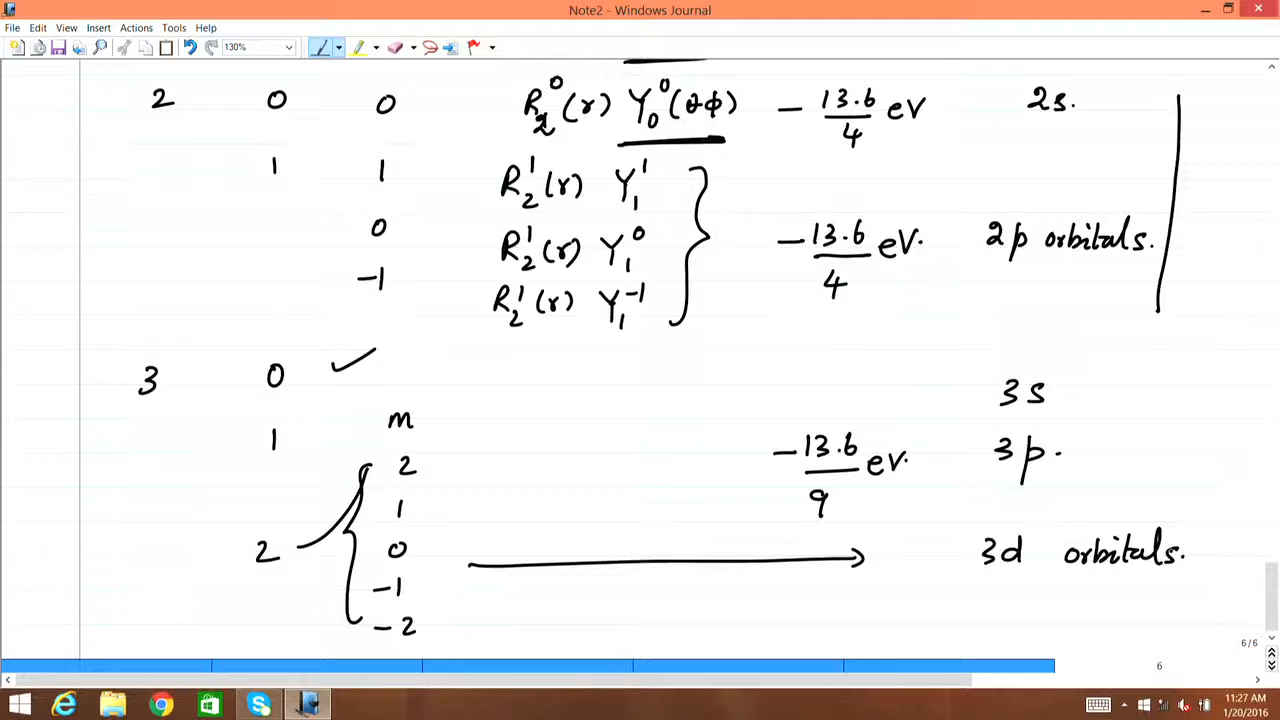 Note2 - Windows Journal
File Edit View Insert Actions Tools Help
130%
2 0 0 R₂⁰(r) Y₀⁰(θϕ) - 13.6/4 eV 2s.
1 1 R₂¹(r) Y₁¹
0 R₂¹(r) Y₁⁰ - 13.6/4 eV. 2p orbitals.
-1 R₂¹(r) Y₁⁻¹
3 0 ✓ 3s
m
1 - 13.6/9 eV. 3p.
2
1
2 0 → 3d orbitals.
-1
-2
6/6
6
11:27 AM
1/20/2016